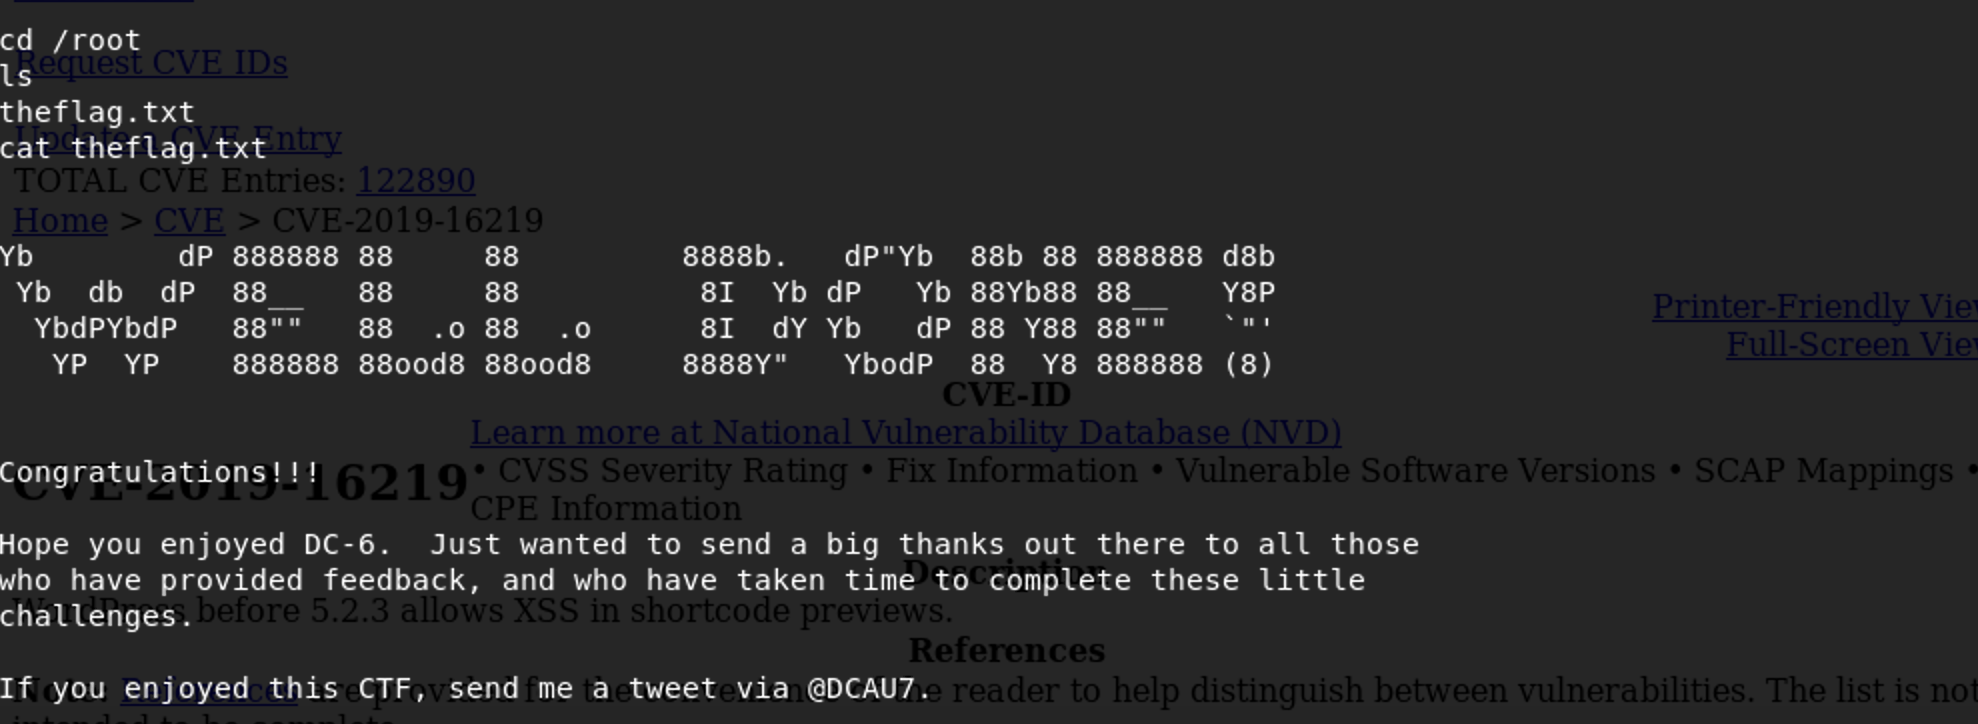 cd /root
Request CVE IDs
ls
theflag.txt
Update a CVE Entry
cat theflag.txt
TOTAL CVE Entries: 122890
Home > CVE > CVE-2019-16219
Yb        dP 888888 88     88         8888b.   dP"Yb  88b 88 888888 d8b
 Yb  db  dP  88__   88     88          8I  Yb dP   Yb 88Yb88 88__   Y8P
  YbdPYbdP   88""   88  .o 88  .o      8I  dY Yb   dP 88 Y88 88""   `"'
   YP  YP    888888 88ood8 88ood8     8888Y"   YbodP  88  Y8 888888 (8)
Printer-Friendly View
Full-Screen View
CVE-ID
Learn more at National Vulnerability Database (NVD)
Congratulations!!!
CVE-2019-16219
• CVSS Severity Rating • Fix Information • Vulnerable Software Versions • SCAP Mappings •
CPE Information
Hope you enjoyed DC-6.  Just wanted to send a big thanks out there to all those
Description
who have provided feedback, and who have taken time to complete these little
WordPress before 5.2.3 allows XSS in shortcode previews.
challenges.
References
If you enjoyed this CTF, send me a tweet via @DCAU7.
Note: References are provided for the convenience of the reader to help distinguish between vulnerabilities. The list is not
intended to be complete.